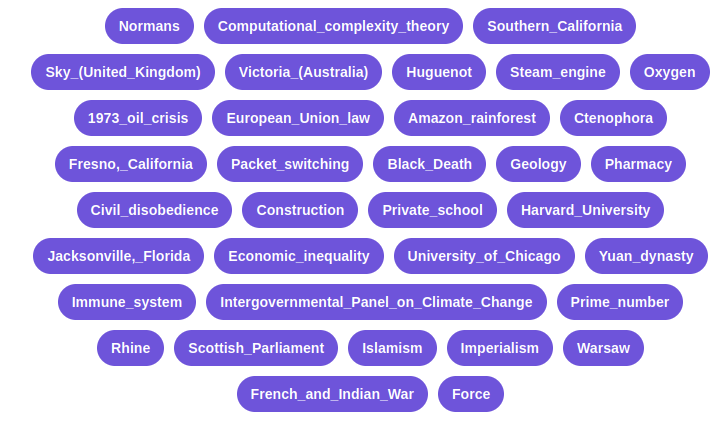 Normans Computational_complexity_theory Southern_California
Sky_(United_Kingdom) Victoria_(Australia) Huguenot Steam_engine Oxygen
1973_oil_crisis European_Union_law Amazon_rainforest Ctenophora
Fresno,_California Packet_switching Black_Death Geology Pharmacy
Civil_disobedience Construction Private_school Harvard_University
Jacksonville,_Florida Economic_inequality University_of_Chicago Yuan_dynasty
Immune_system Intergovernmental_Panel_on_Climate_Change Prime_number
Rhine Scottish_Parliament Islamism Imperialism Warsaw
French_and_Indian_War Force